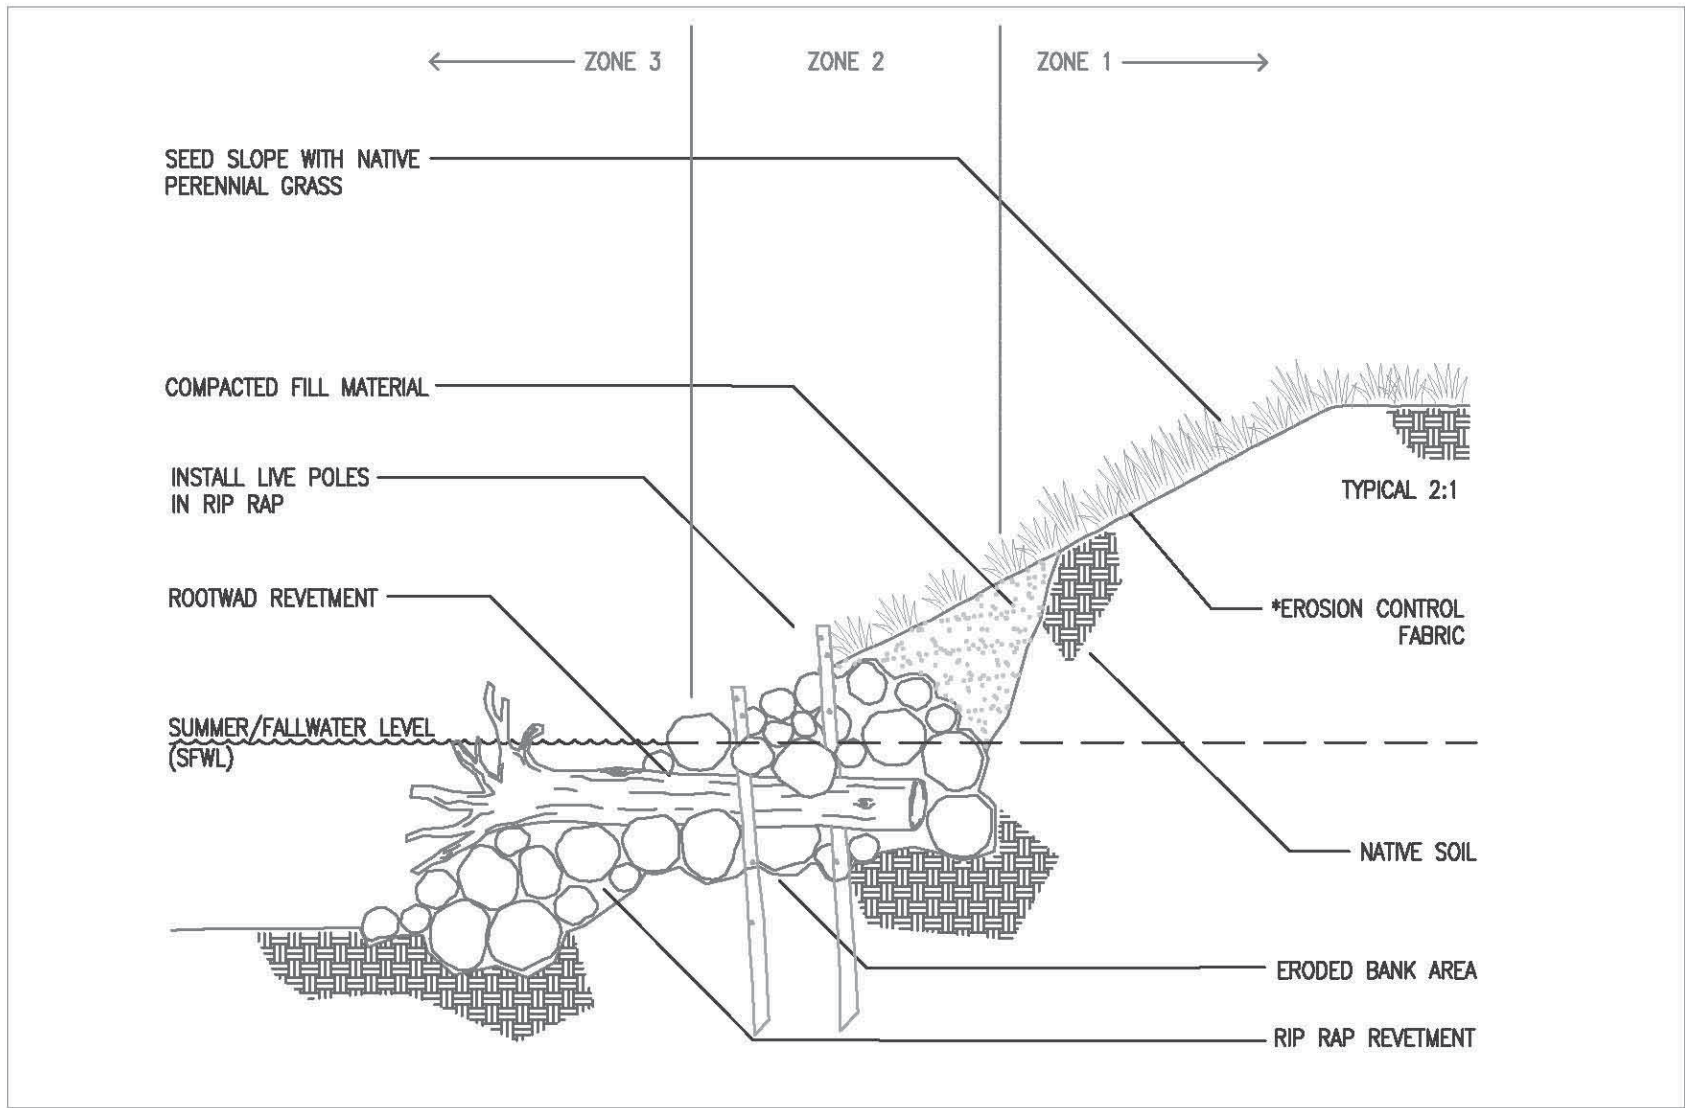 ZONE 3
ZONE 2
ZONE 1
SEED SLOPE WITH NATIVE
PERENNIAL GRASS
COMPACTED FILL MATERIAL
INSTALL LIVE POLES
IN RIP RAP
TYPICAL 2:1
ROOTWAD REVETMENT
*EROSION CONTROL
FABRIC
SUMMER/FALLWATER LEVEL
(SFWL)
NATIVE SOIL
ERODED BANK AREA
RIP RAP REVETMENT